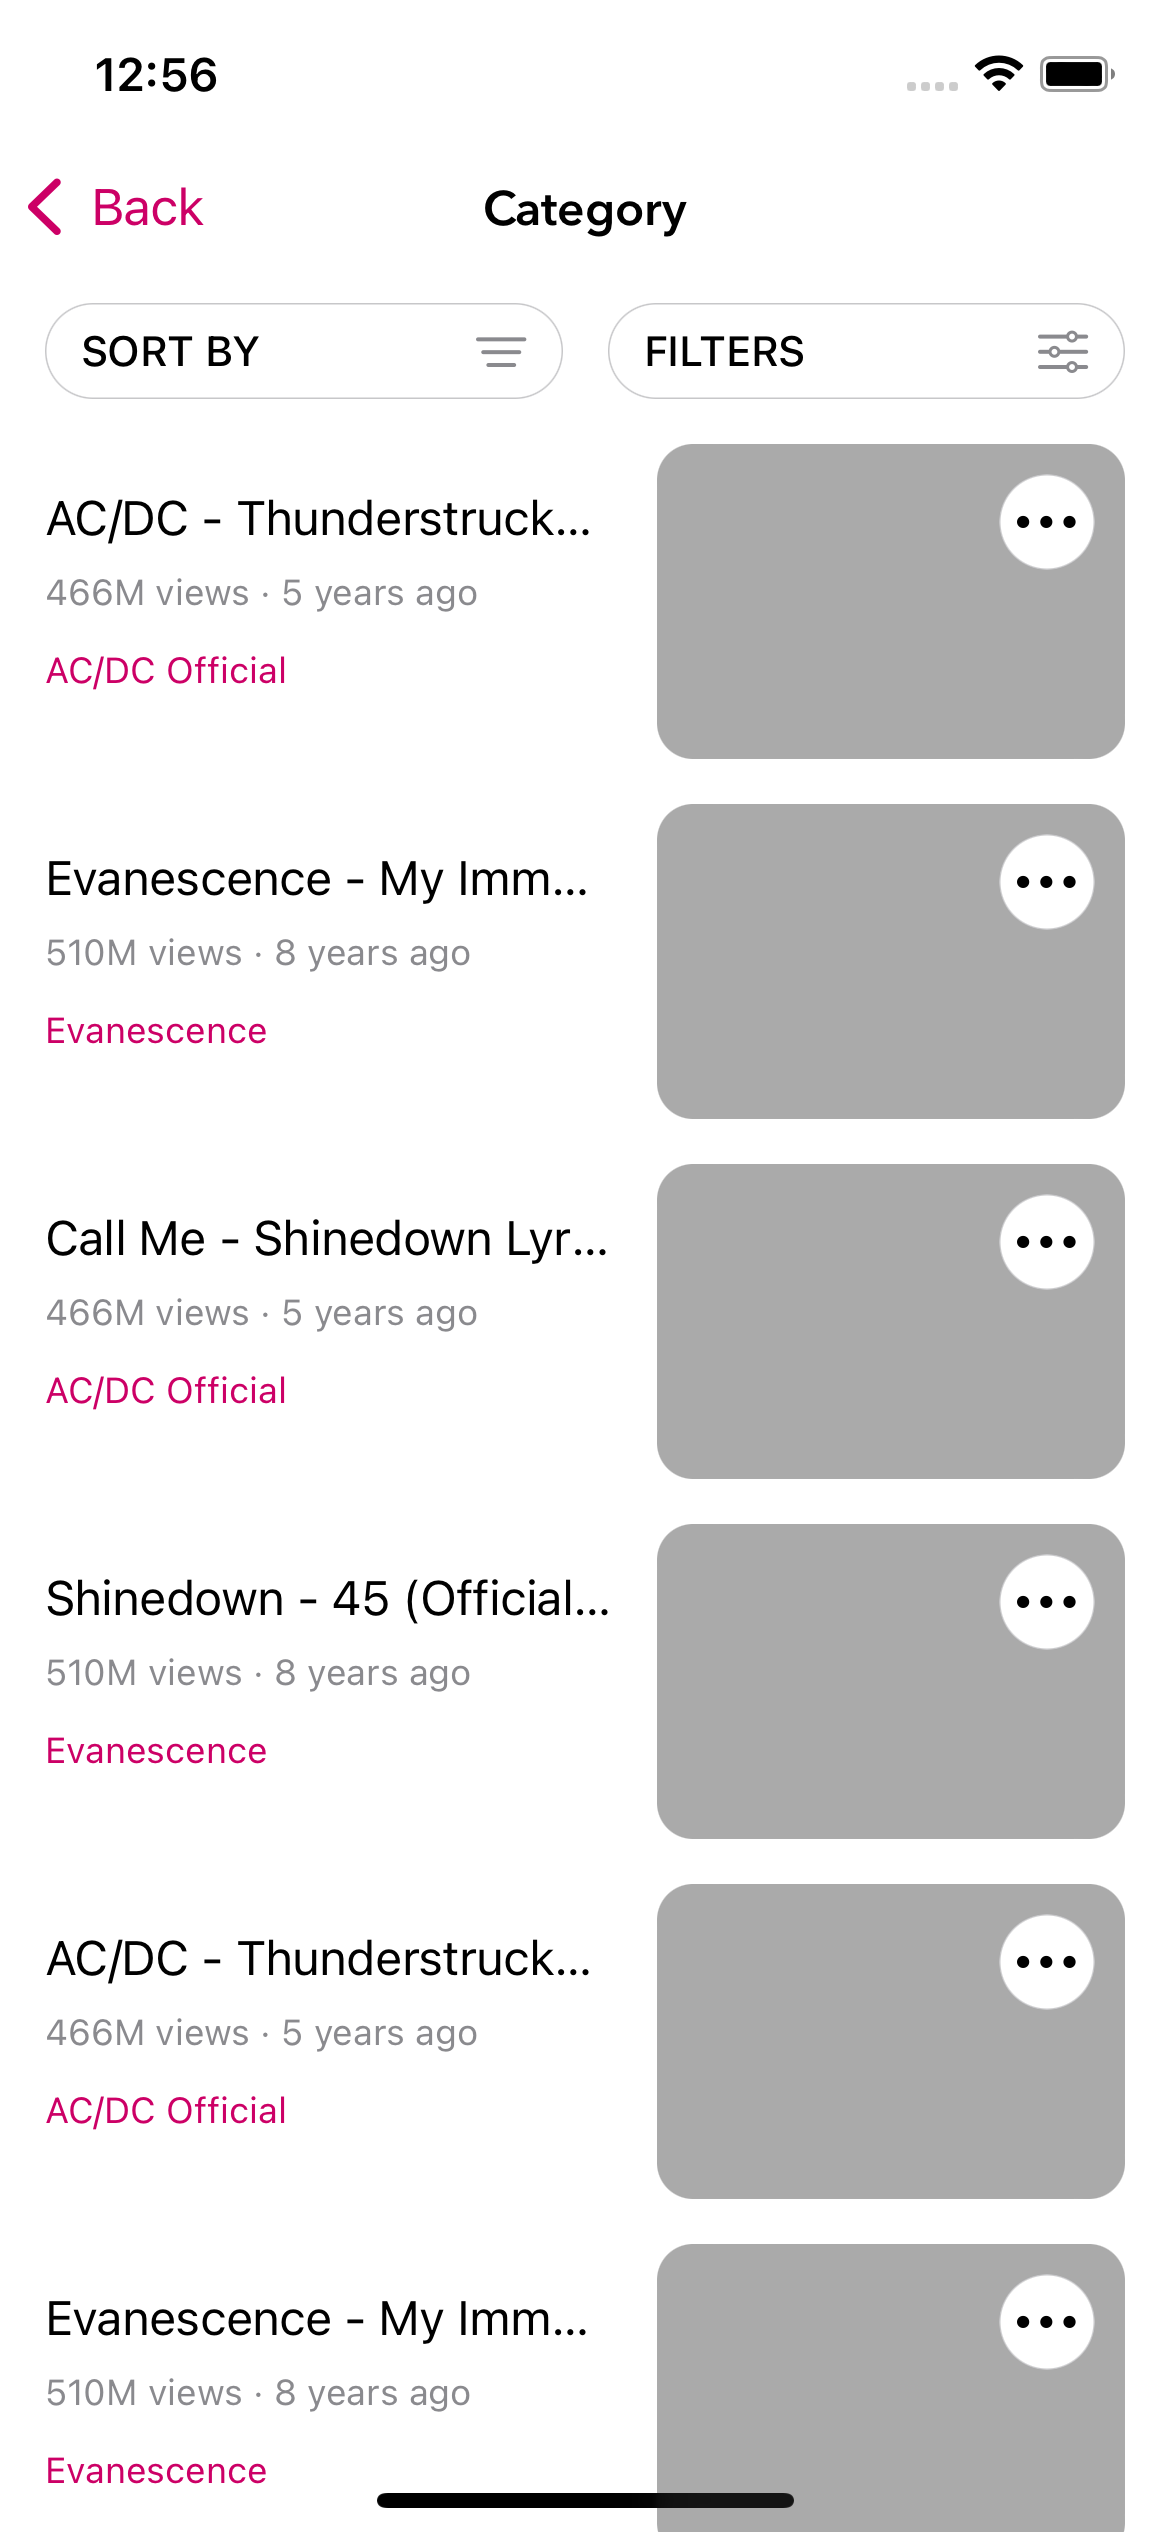 12:56
Back
Category
SORT BY
FILTERS
AC/DC - Thunderstruck...
466M views · 5 years ago
AC/DC Official
Evanescence - My Imm...
510M views · 8 years ago
Evanescence
Call Me - Shinedown Lyr...
466M views · 5 years ago
AC/DC Official
Shinedown - 45 (Official...
510M views · 8 years ago
Evanescence
AC/DC - Thunderstruck...
466M views · 5 years ago
AC/DC Official
Evanescence - My Imm...
510M views · 8 years ago
Evanescence